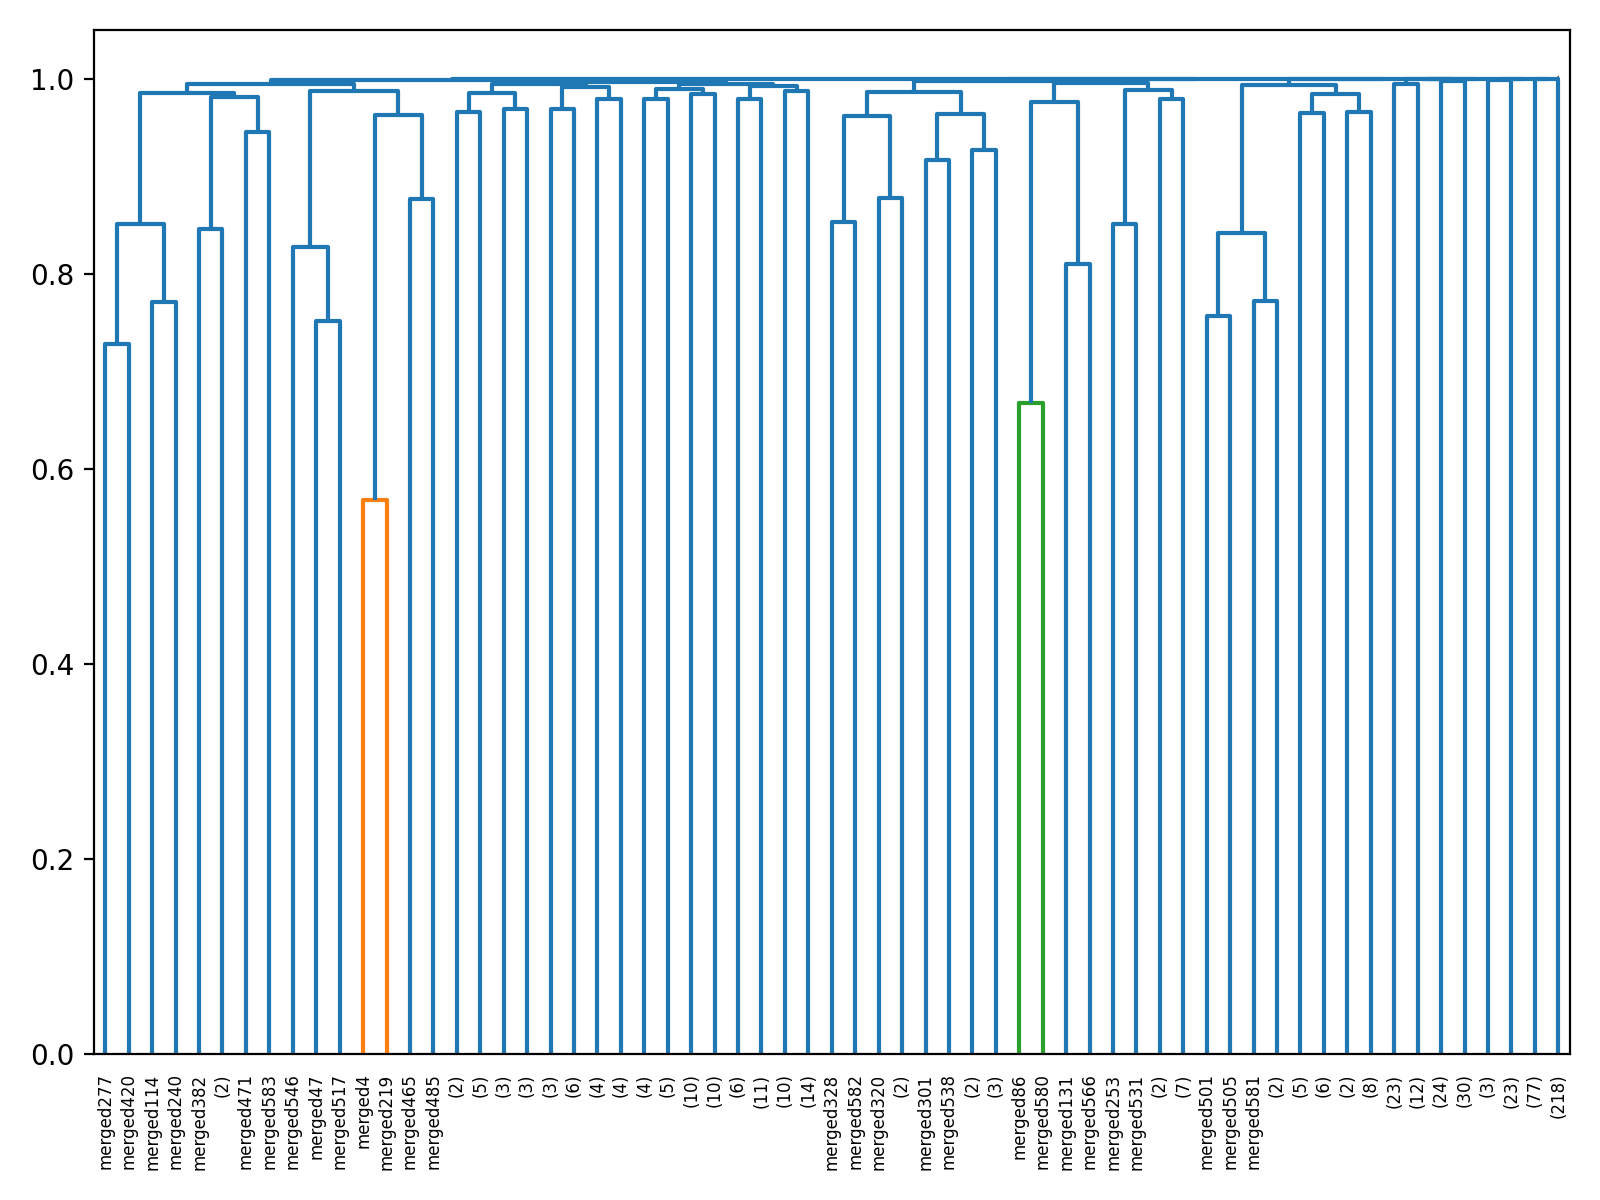 1.0
0.8
0.6
0.4
0.2
0.0
merged277
merged420
merged114
merged240
merged382
(2)
merged471
merged583
merged546
merged47
merged517
merged4
merged219
merged465
merged485
(2)
(5)
(3)
(3)
(3)
(6)
(4)
(4)
(4)
(5)
(10)
(10)
(6)
(11)
(10)
(14)
merged328
merged582
merged320
(2)
merged301
merged538
(2)
(3)
merged86
merged580
merged131
merged566
merged253
merged531
(2)
(7)
merged501
merged505
merged581
(2)
(5)
(6)
(2)
(8)
(23)
(12)
(24)
(30)
(3)
(23)
(77)
(218)